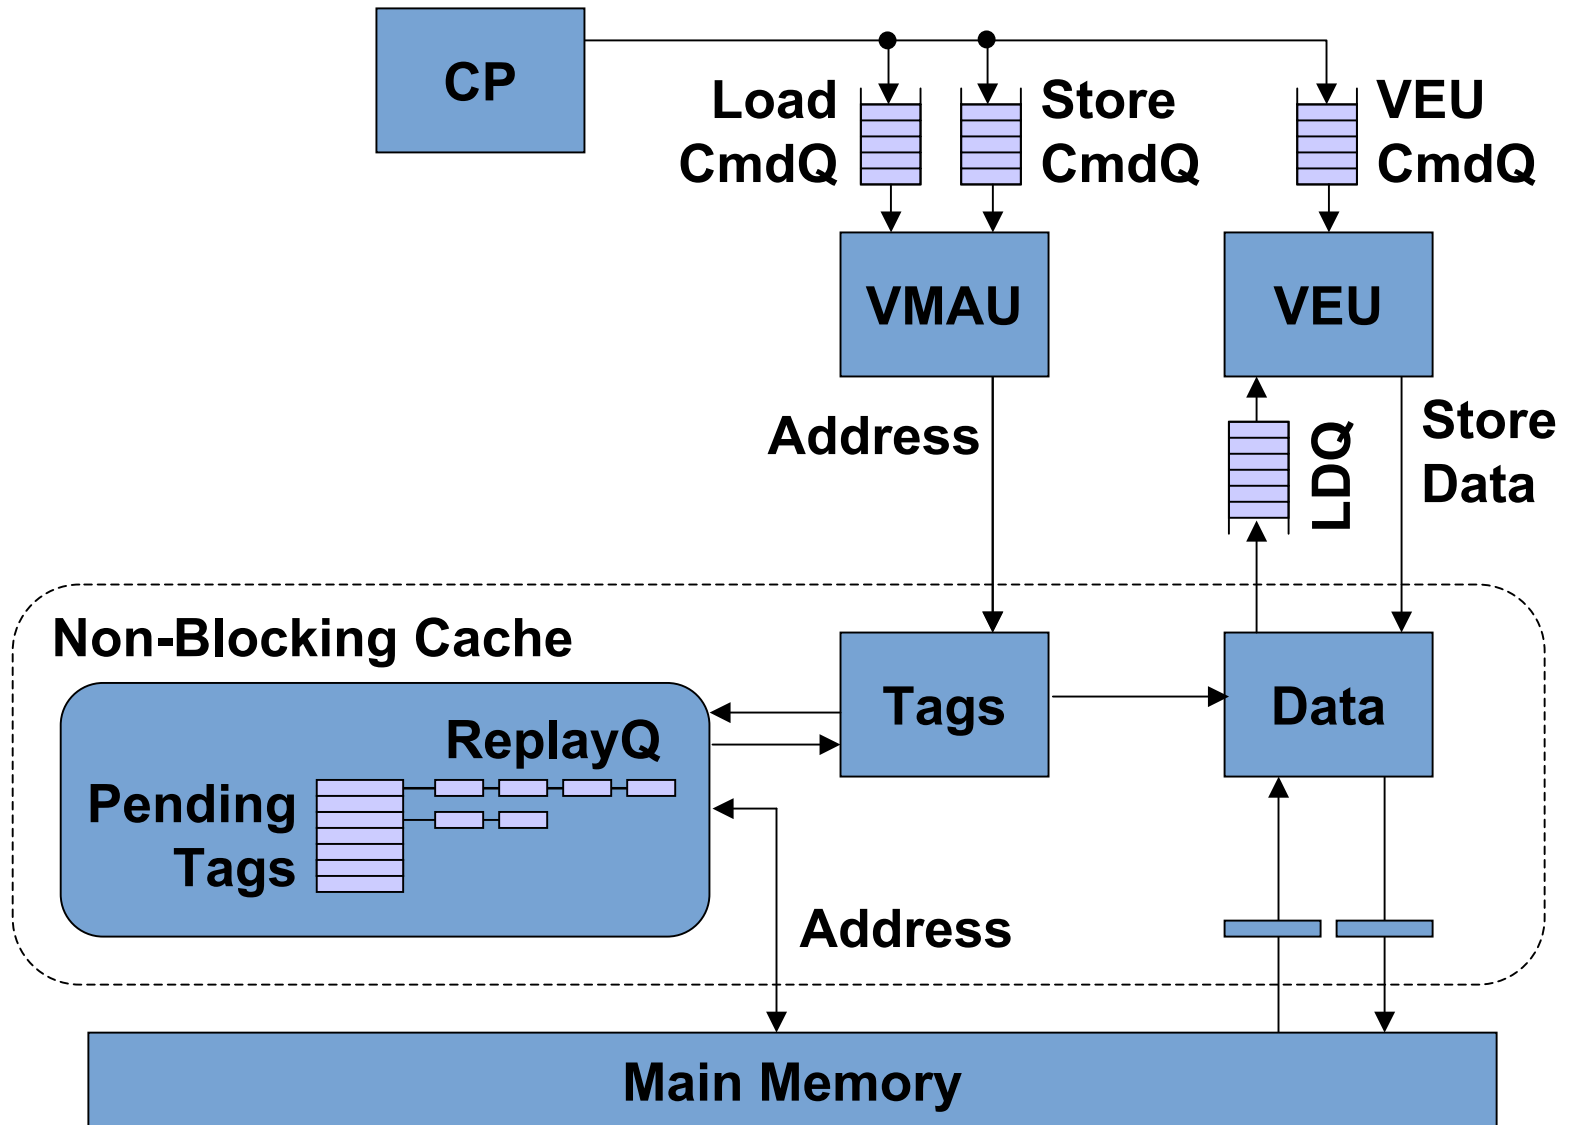 CP
Load
CmdQ
Store
CmdQ
VEU
CmdQ
VMAU
VEU
Address
LDQ
Store
Data
Non-Blocking Cache
Tags
Data
ReplayQ
Pending
Tags
Address
Main Memory